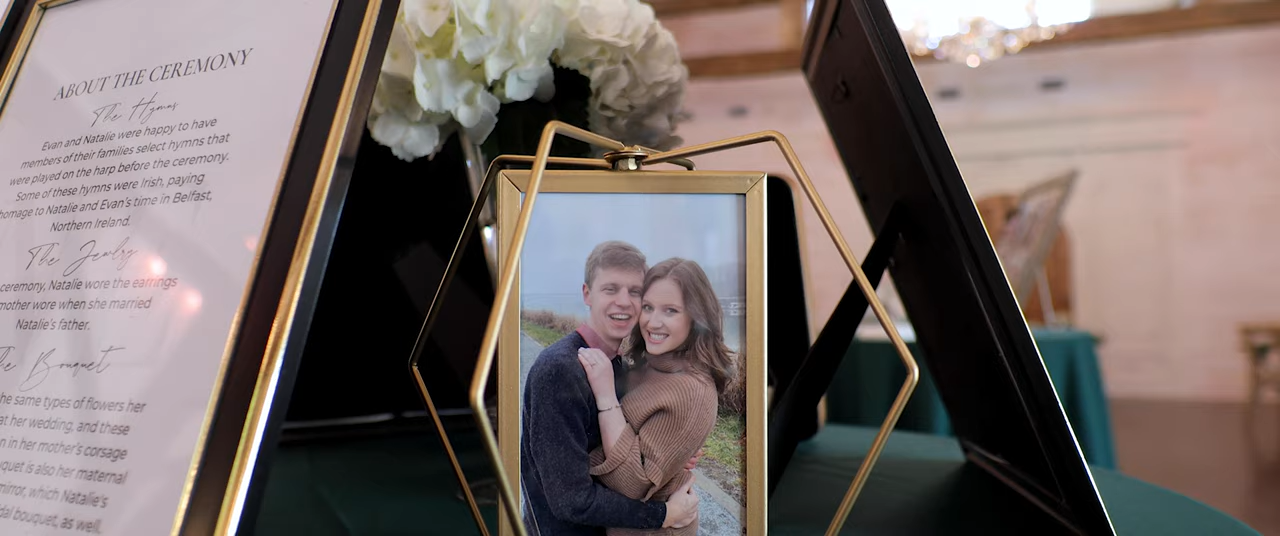 ABOUT THE CEREMONY
The Hymns
Evan and Natalie were happy to have
members of their families select hymns that
were played on the harp before the ceremony.
Some of these hymns were Irish, paying
homage to Natalie and Evan's time in Belfast,
Northern Ireland.
The Jewelry
ceremony, Natalie wore the earrings
mother wore when she married
Natalie's father.
The Bouquet
the same types of flowers her
at her wedding, and these
in her mother's corsage
is also her maternal
mirror, which Natalie's
bouquet, as well.